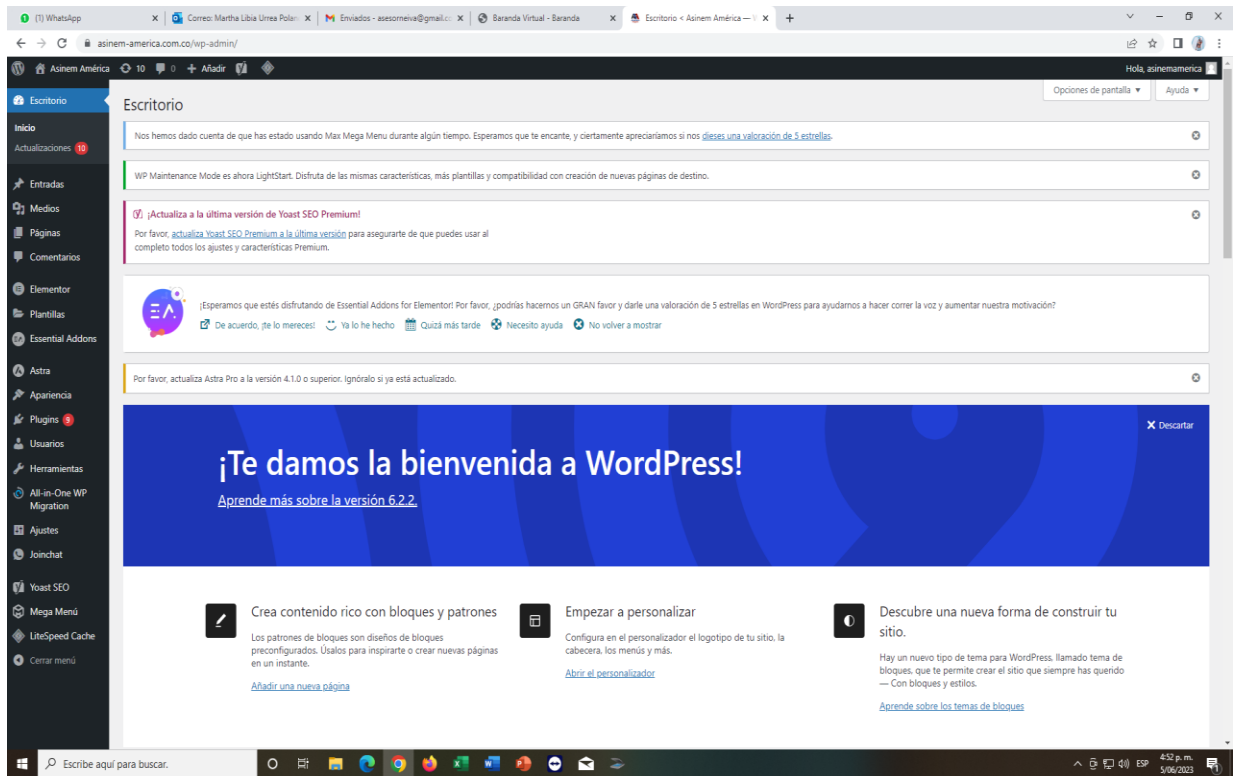 (1) WhatsApp
Correo: Martha Libia Urrea Polan
Enviados - asesorneiva@gmail.c
Baranda Virtual - Baranda
Escritorio < Asinem América —
asinem-america.com.co/wp-admin/
Asinem América 10 0 + Añadir
Hola, asinemamerica
Opciones de pantalla Ayuda
Escritorio
Inicio
Actualizaciones 10
Entradas
Medios
Páginas
Comentarios
Elementor
Plantillas
Essential Addons
Astra
Apariencia
Plugins 9
Usuarios
Herramientas
All-in-One WP
Migration
Ajustes
Joinchat
Yoast SEO
Mega Menú
LiteSpeed Cache
Cerrar menú
Escritorio
Nos hemos dado cuenta de que has estado usando Max Mega Menu durante algún tiempo. Esperamos que te encante, y ciertamente apreciaríamos si nos dieses una valoración de 5 estrellas.
WP Maintenance Mode es ahora LightStart. Disfruta de las mismas características, más plantillas y compatibilidad con creación de nuevas páginas de destino.
¡Actualiza a la última versión de Yoast SEO Premium!
Por favor, actualiza Yoast SEO Premium a la última versión para asegurarte de que puedes usar al
completo todos los ajustes y características Premium.
EA
¡Esperamos que estés disfrutando de Essential Addons for Elementor! Por favor, ¿podrías hacernos un GRAN favor y darle una valoración de 5 estrellas en WordPress para ayudarnos a hacer correr la voz y aumentar nuestra motivación?
De acuerdo, ¡te lo mereces! Ya lo he hecho Quizá más tarde Necesito ayuda No volver a mostrar
Por favor, actualiza Astra Pro a la versión 4.1.0 o superior. Ignóralo si ya está actualizado.
Descartar
¡Te damos la bienvenida a WordPress!
Aprende más sobre la versión 6.2.2.
Crea contenido rico con bloques y patrones
Los patrones de bloques son diseños de bloques
preconfigurados. Úsalos para inspirarte o crear nuevas páginas
en un instante.
Añadir una nueva página
Empezar a personalizar
Configura en el personalizador el logotipo de tu sitio, la
cabecera, los menús y más.
Abrir el personalizador
Descubre una nueva forma de construir tu
sitio.
Hay un nuevo tipo de tema para WordPress, llamado tema de
bloques, que te permite crear el sitio que siempre has querido
— Con bloques y estilos.
Aprende sobre los temas de bloques
Escribe aquí para buscar.
ESP
4:52 p. m.
5/06/2023